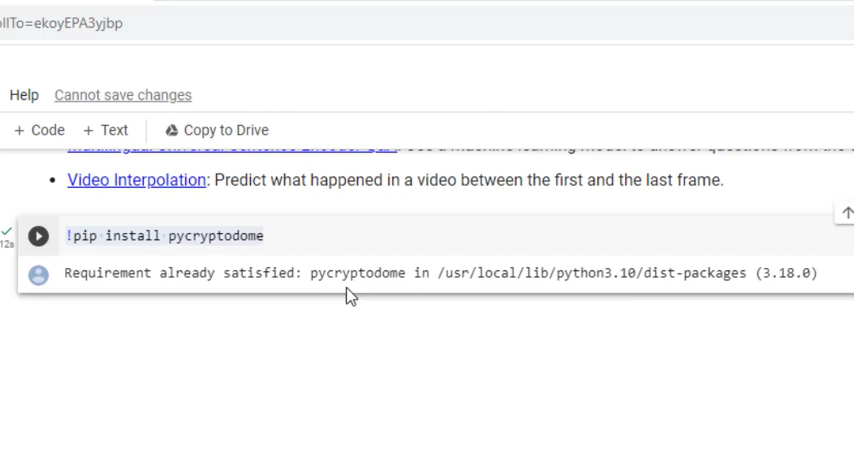 ollTo=ekoyEPA3yjbp
Help Cannot save changes
+ Code + Text Copy to Drive
• Video Interpolation: Predict what happened in a video between the first and the last frame.
!pip install pycryptodome
12s
Requirement already satisfied: pycryptodome in /usr/local/lib/python3.10/dist-packages (3.18.0)